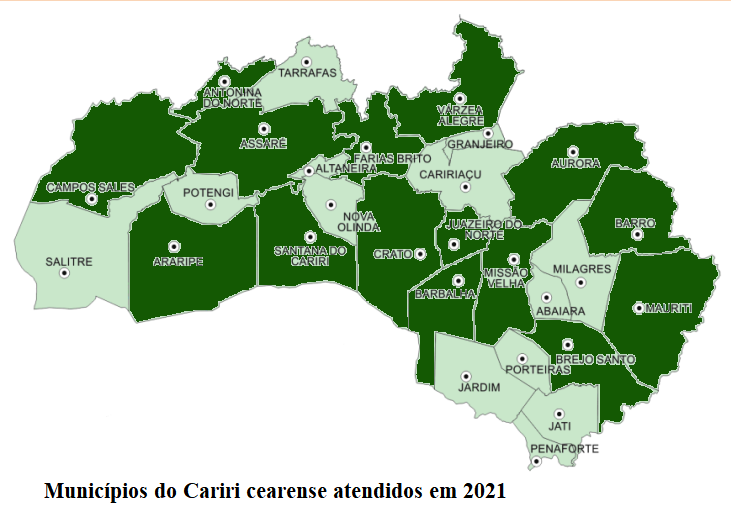 TARRAFAS
ANTONINA
DO NORTE
VÁRZEA
ALEGRE
ASSARÉ
GRANJEIRO
FARIAS BRITO
AURORA
ALTANEIRA
CARIRIAÇU
CAMPOS SALES
POTENGI
NOVA
OLINDA
JUAZEIRO DO
NORTE
BARRO
SALITRE
ARARIPE
SANTANA DO
CARIRI
CRATO
MISSÃO
VELHA
MILAGRES
BARBALHA
ABAIARA
MAURITI
BREJO SANTO
PORTEIRAS
JARDIM
JATI
PENAFORTE
Municípios do Cariri cearense atendidos em 2021